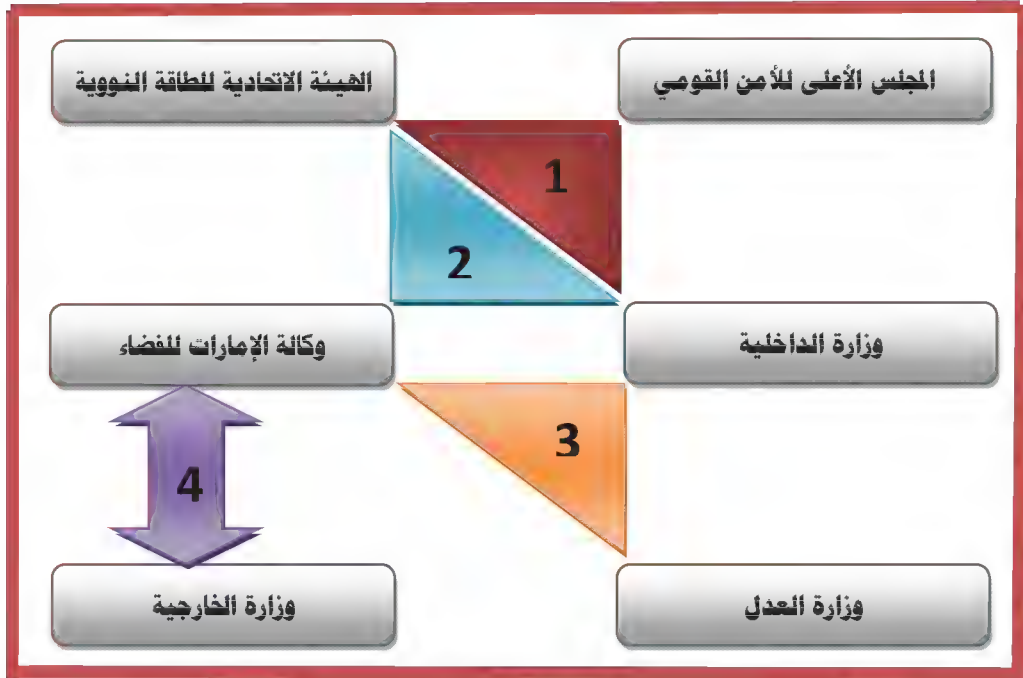 المجلس الأعلى للأمن القومي
الهيئة الاتحادية للطاقة النووية
1
2
وزارة الداخلية
وكالة الإمارات للفضاء
3
4
وزارة العدل
وزارة الخارجية